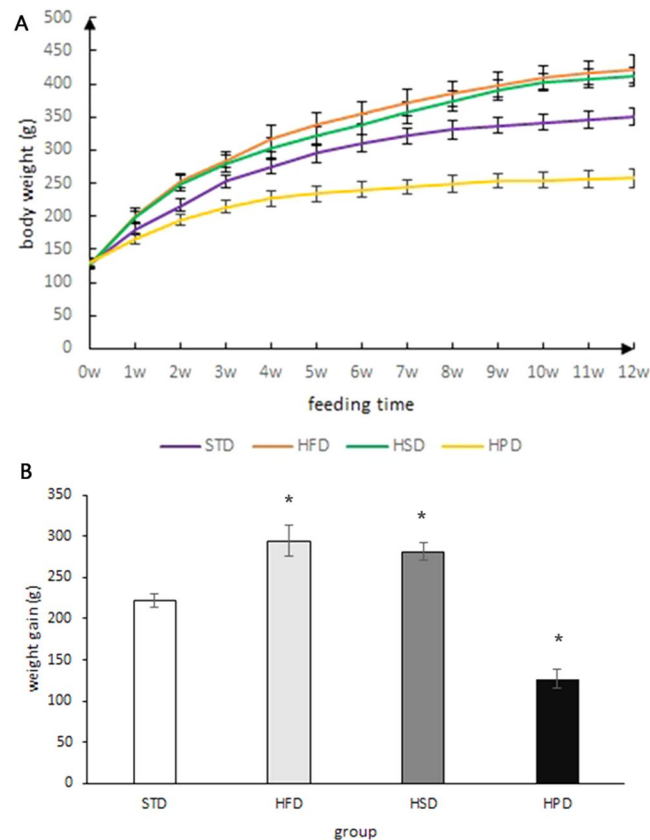 A
500
450
400
350
300
250
200
150
100
50
0
body weight (g)
0w 1w 2w 3w 4w 5w 6w 7w 8w 9w 10w 11w 12w
feeding time
STD HFD HSD HPD
B
350
300
250
200
150
100
50
0
weight gain (g)
*
*
*
STD HFD HSD HPD
group